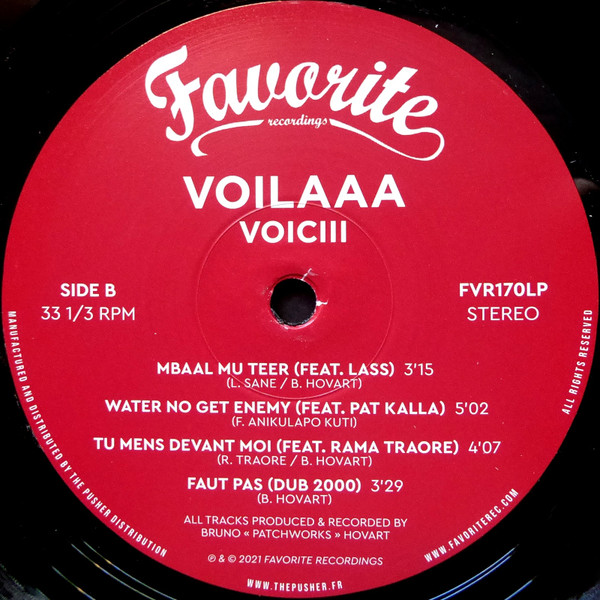 Favorite
recordings
VOILAAA
VOICIII
SIDE B
33 1/3 RPM
FVR170LP
STEREO
MBAAL MU TEER (FEAT. LASS) 3'15
(L. SANE / B. HOVART)
WATER NO GET ENEMY (FEAT. PAT KALLA) 5'02
(F. ANIKULAPO KUTI)
TU MENS DEVANT MOI (FEAT. RAMA TRAORE) 4'07
(R. TRAORE / B. HOVART)
FAUT PAS (DUB 2000) 3'29
(B. HOVART)
ALL TRACKS PRODUCED & RECORDED BY
BRUNO « PATCHWORKS » HOVART
℗ & © 2021 FAVORITE RECORDINGS
MANUFACTURED AND DISTRIBUTED BY THE PUSHER DISTRIBUTION
WWW.THEPUSHER.FR
WWW.FAVORITEREC.COM
ALL RIGHTS RESERVED